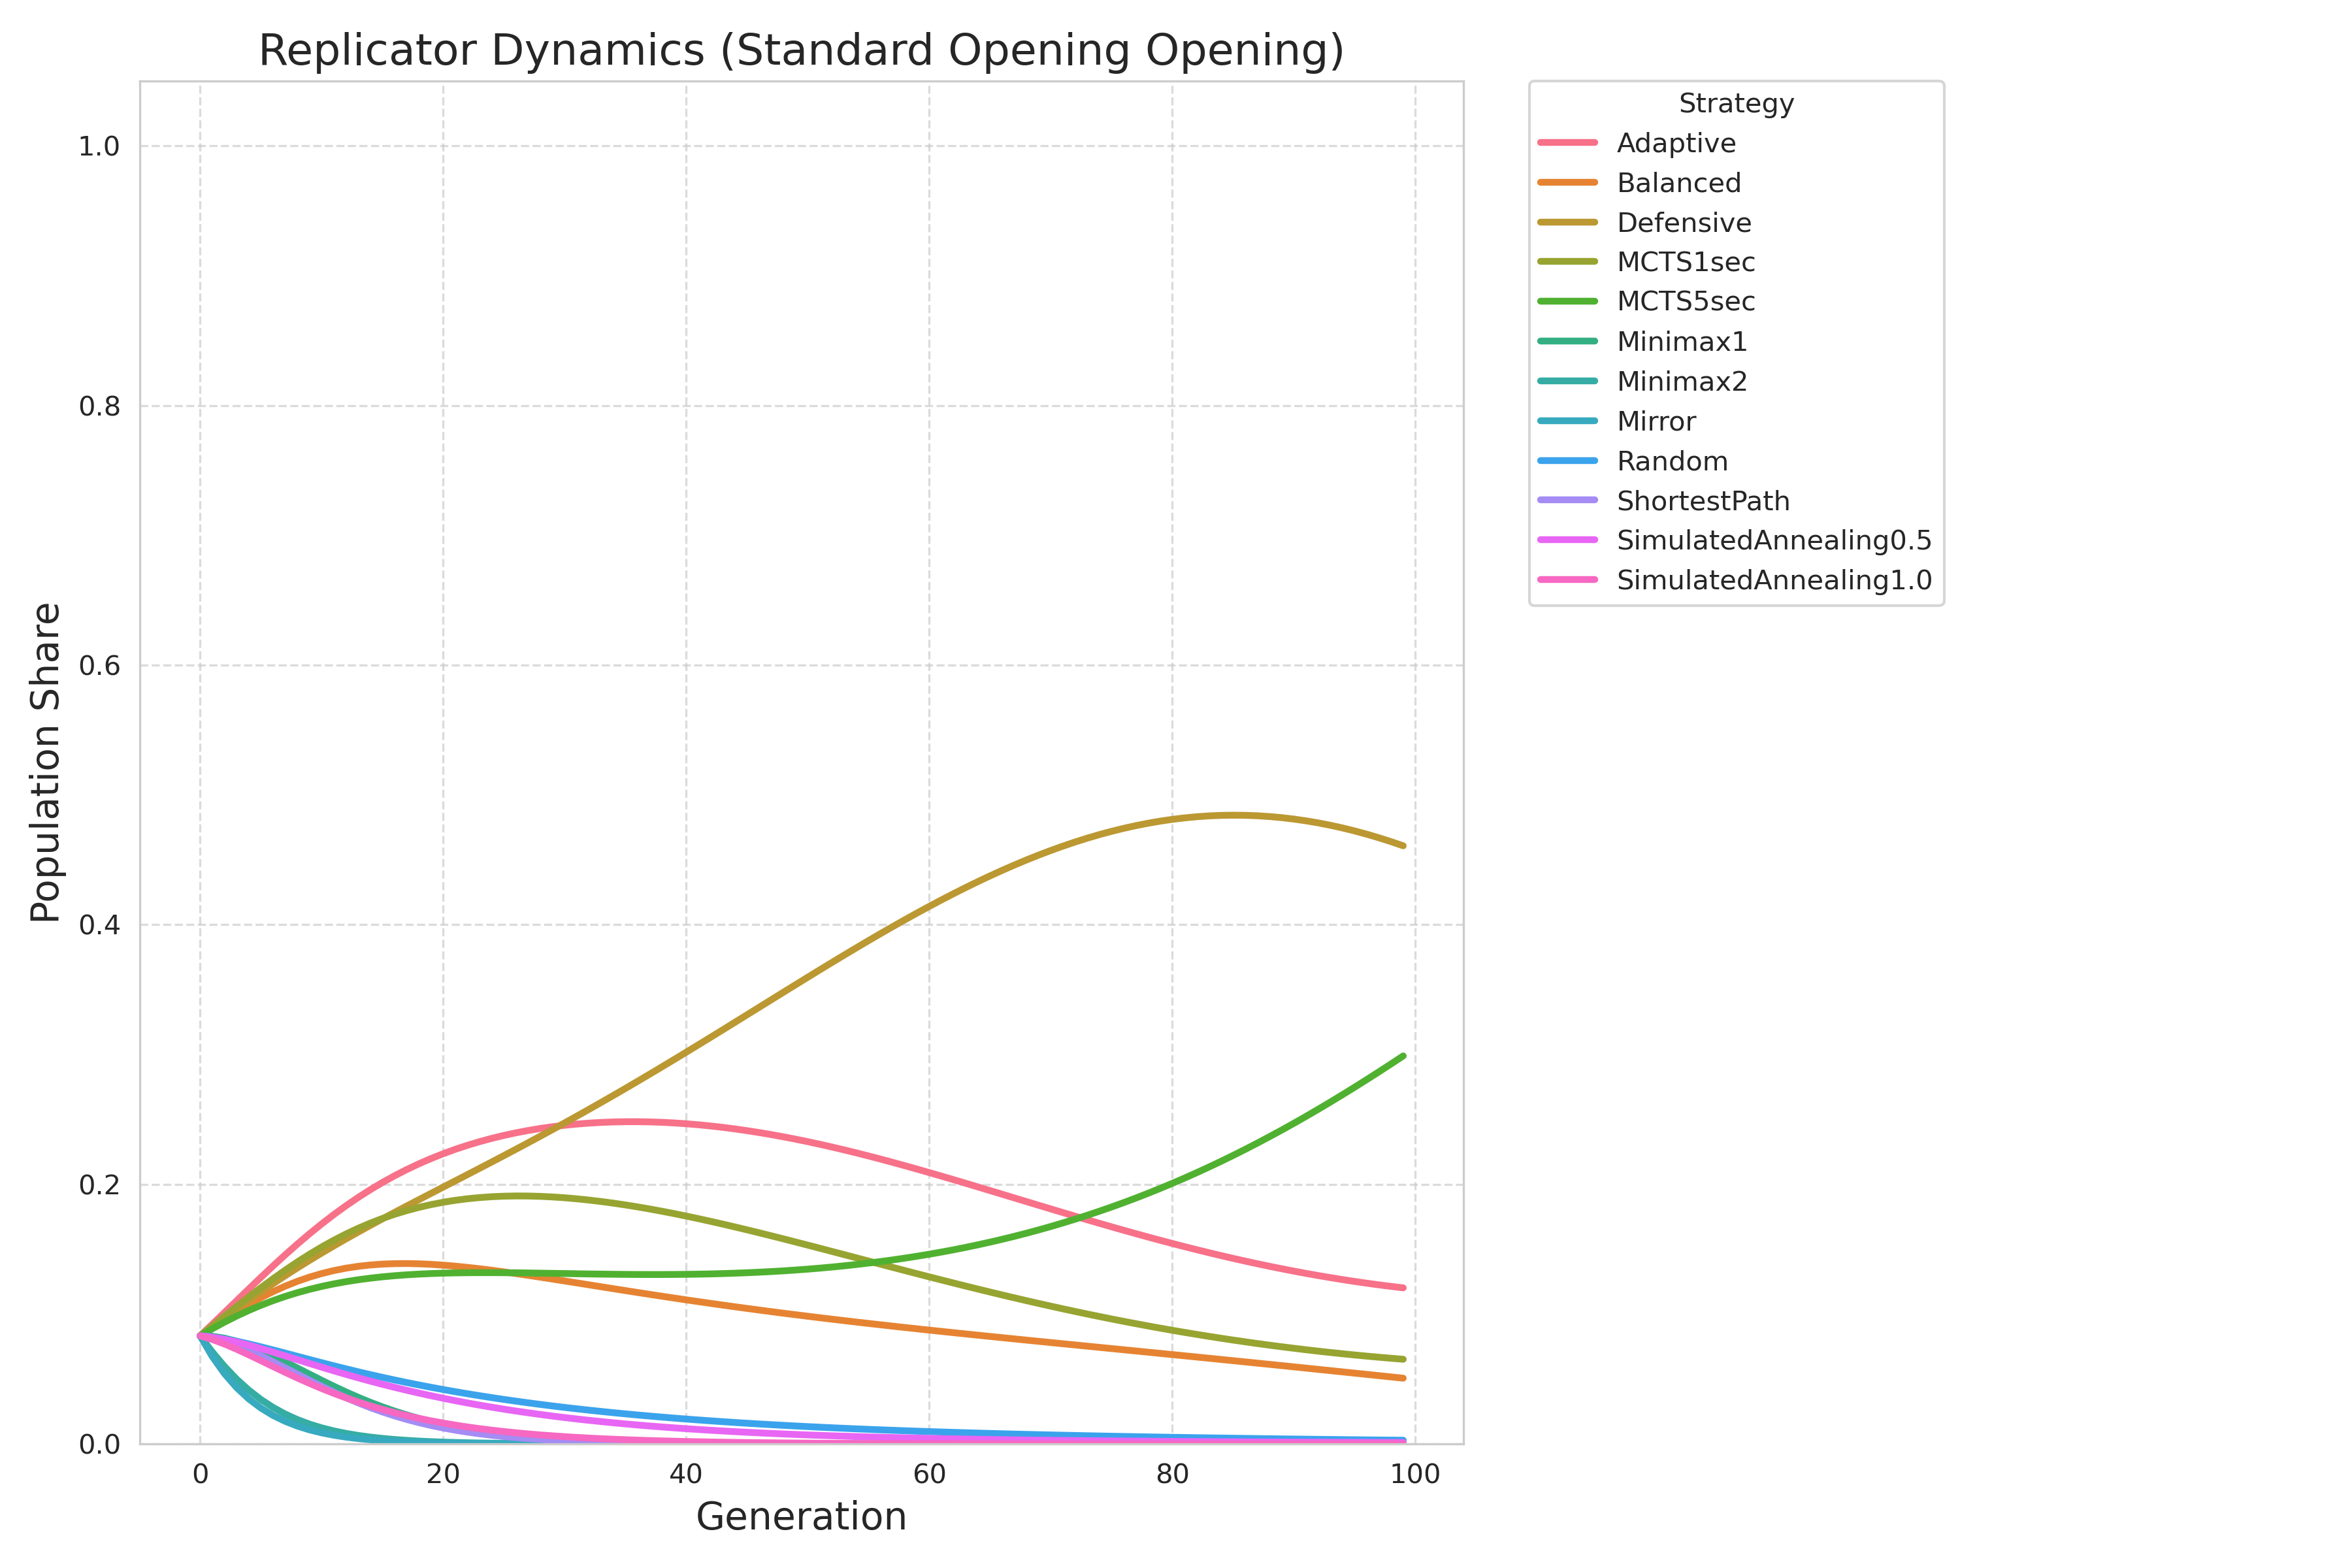 Replicator Dynamics (Standard Opening Opening)
Population Share
1.0
0.8
0.6
0.4
0.2
0.0
0 20 40 60 80 100
Generation
Strategy
Adaptive
Balanced
Defensive
MCTS1sec
MCTS5sec
Minimax1
Minimax2
Mirror
Random
ShortestPath
SimulatedAnnealing0.5
SimulatedAnnealing1.0